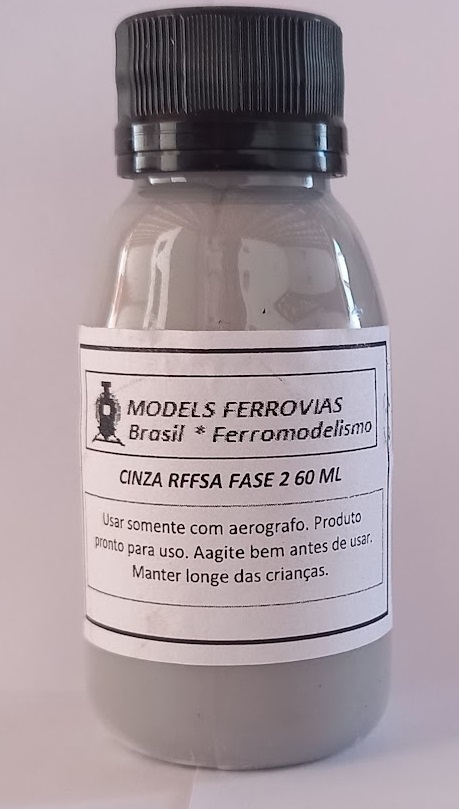 MODELS FERROVIAS
Brasil * Ferromodelismo
CINZA RFFSA FASE 2 60 ML
Usar somente com aerografo. Produto
pronto para uso. Aagite bem antes de usar.
Manter longe das crianças.